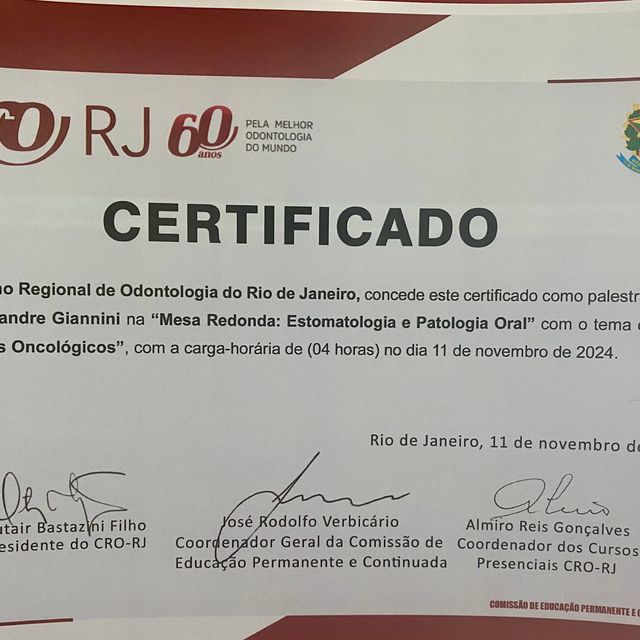 RO RJ 60 anos
PELA MELHOR
ODONTOLOGIA
DO MUNDO
CERTIFICADO
Regional de Odontologia do Rio de Janeiro, concede este certificado como
Giannini na “Mesa Redonda: Estomatologia e Patologia Oral” com o tema
Oncológicos”, com a carga-horária de (04 horas) no dia 11 de novembro de 2024.
Rio de Janeiro, 11 de novembro
Bastazini Filho
José Rodolfo Verbicário
Almiro Reis Gonçalves
do CRO-RJ
Coordenador Geral da Comissão de
Coordenador dos Cursos
Educação Permanente e Continuada
Presenciais CRO-RJ
COMISSÃO DE EDUCAÇÃO PERMANENTE E